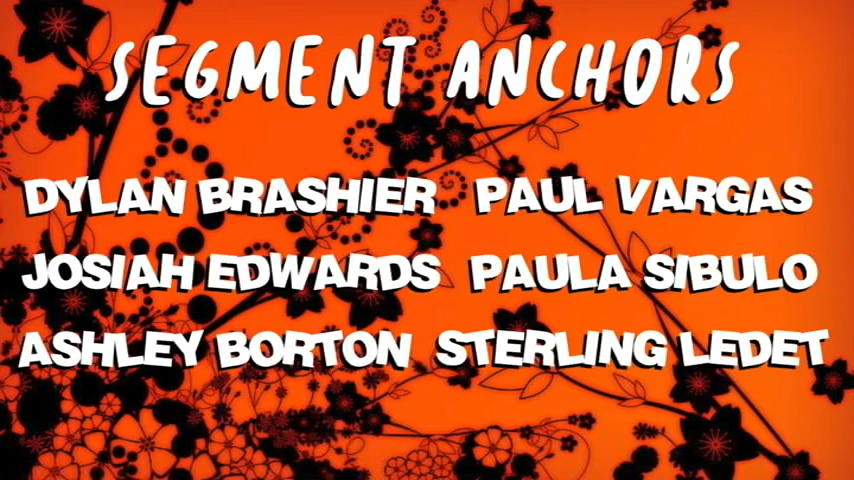 SEGMENT ANCHORS
DYLAN BRASHIER PAUL VARGAS
JOSIAH EDWARDS PAULA SIBULO
ASHLEY BORTON STERLING LEDET